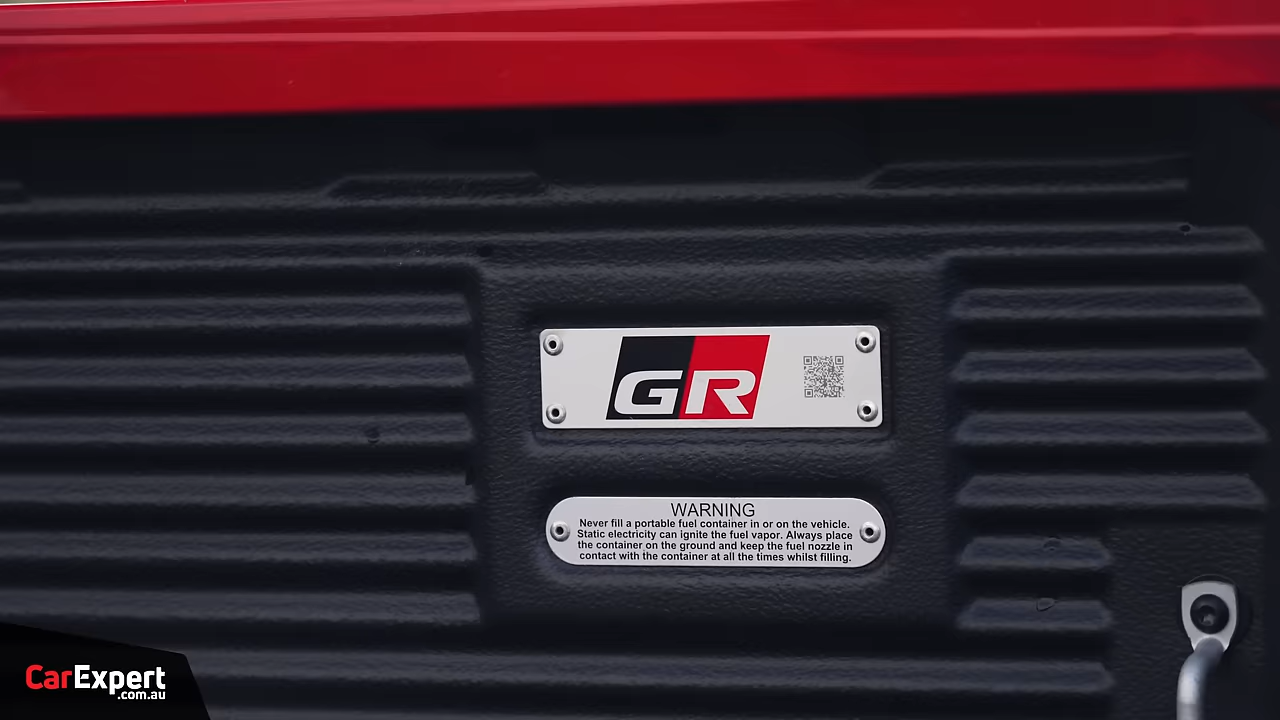 GR
WARNING
Never fill a portable fuel container in or on the vehicle.
Static electricity can ignite the fuel vapor. Always place
the container on the ground and keep the fuel nozzle in
contact with the container at all the times whilst filling.
CarExpert
.com.au